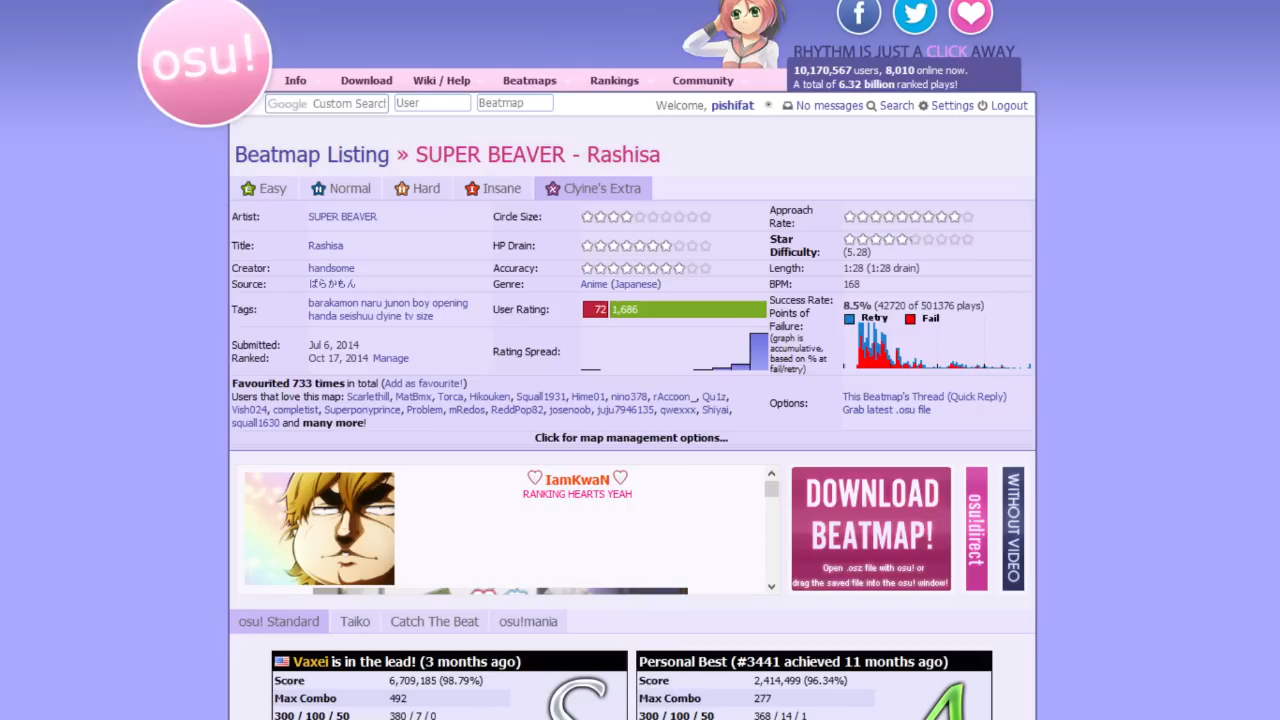 osu!
RHYTHM IS JUST A CLICK AWAY
10,170,567 users, 8,010 online now.
A total of 6.32 billion ranked plays!
Info Download Wiki / Help Beatmaps Rankings Community
Google Custom Search User Beatmap
Welcome, pishifat No messages Search Settings Logout
Beatmap Listing » SUPER BEAVER - Rashisa
Easy Normal Hard Insane Clyine's Extra
Artist: SUPER BEAVER Circle Size: Approach Rate:
Title: Rashisa HP Drain: Star Difficulty: (5.28)
Creator: handsome Accuracy: Length: 1:28 (1:28 drain)
Source: ばらかもん Genre: Anime (Japanese) BPM: 168
Tags: barakamon naru junon boy opening
handa seishuu clyine tv size
User Rating: 72 1,686
Success Rate: 8.5% (42720 of 501376 plays)
Points of Failure:
(graph is accumulative, based on % at fail/retry)
Retry Fail
Submitted: Jul 6, 2014
Ranked: Oct 17, 2014 Manage
Rating Spread:
Favourited 733 times in total (Add as favourite!)
Users that love this map: Scarlethill, MatBmx, Torca, Hikouken, Squall1931, Hime01, nino378, rAccoon_, Qu1z,
Vish024, completist, Superponyprince, Problem, mRedos, ReddPop82, josenoob, juju7946135, qwexxx, Shiyai,
squall1630 and many more!
Options: This Beatmap's Thread (Quick Reply)
Grab latest .osu file
Click for map management options...
IamKwaN
RANKING HEARTS YEAH
DOWNLOAD
BEATMAP!
Open .osz file with osu! or
drag the saved file into the osu! window!
osu!direct
WITHOUT VIDEO
osu! Standard Taiko Catch The Beat osu!mania
Vaxei is in the lead! (3 months ago)
Score 6,709,185 (98.79%)
Max Combo 492
300 / 100 / 50 380 / 7 / 0
S
Personal Best (#3441 achieved 11 months ago)
Score 2,414,499 (96.34%)
Max Combo 277
300 / 100 / 50 368 / 14 / 1
A